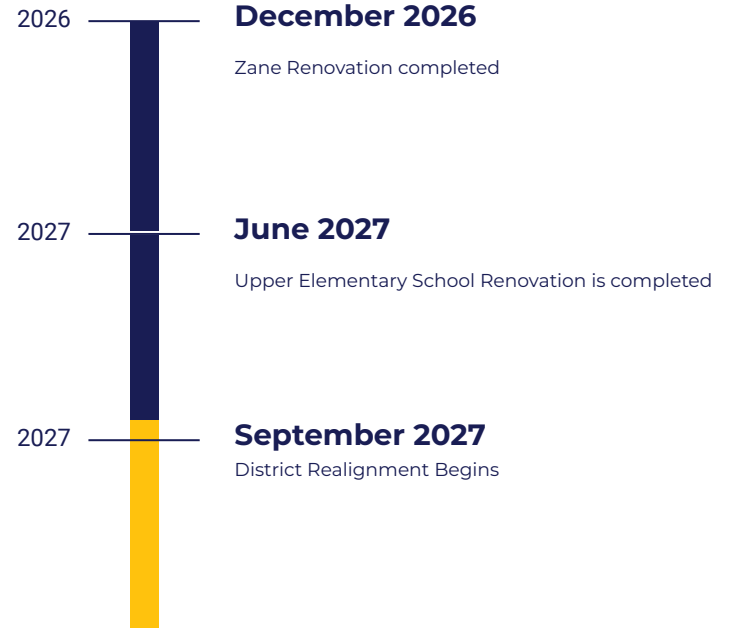 2026
December 2026
Zane Renovation completed
2027
June 2027
Upper Elementary School Renovation is completed
2027
September 2027
District Realignment Begins